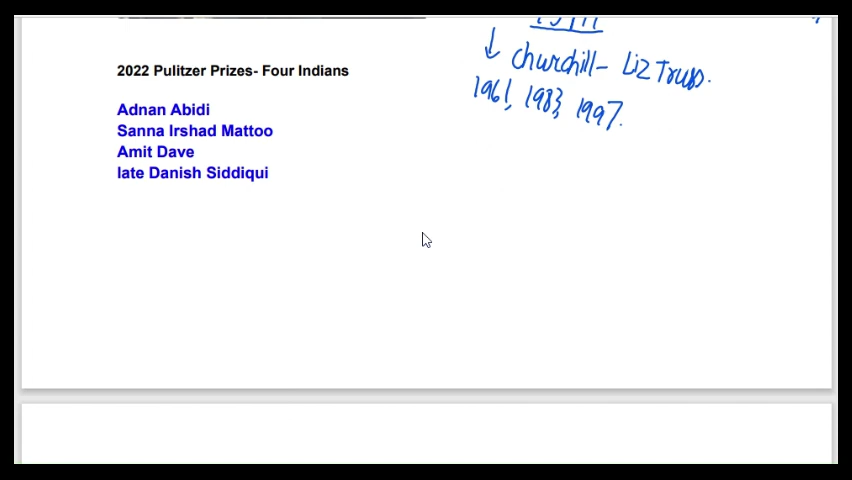 2022 Pulitzer Prizes- Four Indians
Adnan Abidi
Sanna Irshad Mattoo
Amit Dave
late Danish Siddiqui
Churchill- Liz Truss.
1961, 1983, 1997.